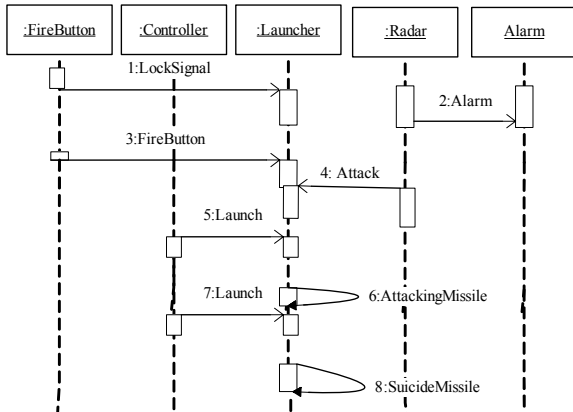 :FireButton
:Controller
:Launcher
:Radar
Alarm
1:LockSignal
2:Alarm
3:FireButton
4: Attack
5:Launch
6:AttackingMissile
7:Launch
8:SuicideMissile